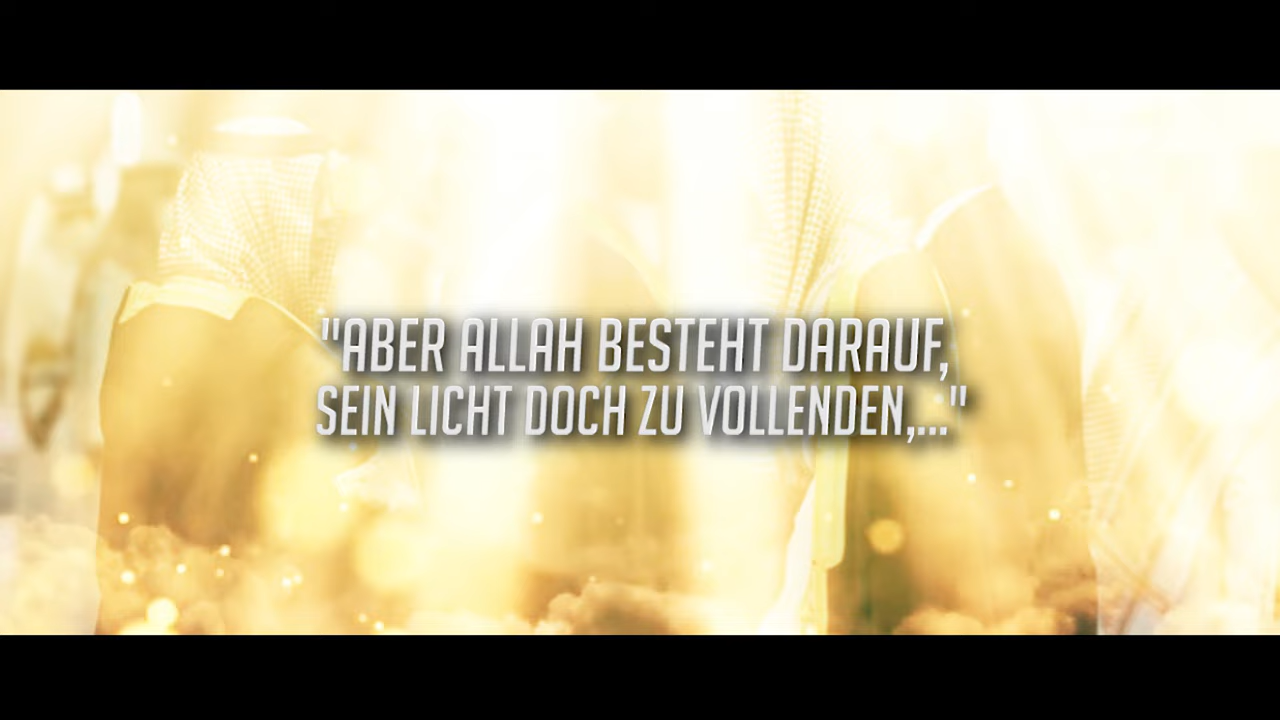 "ABER ALLAH BESTEHT DARAUF,
SEIN LICHT DOCH ZU VOLLENDEN,..."